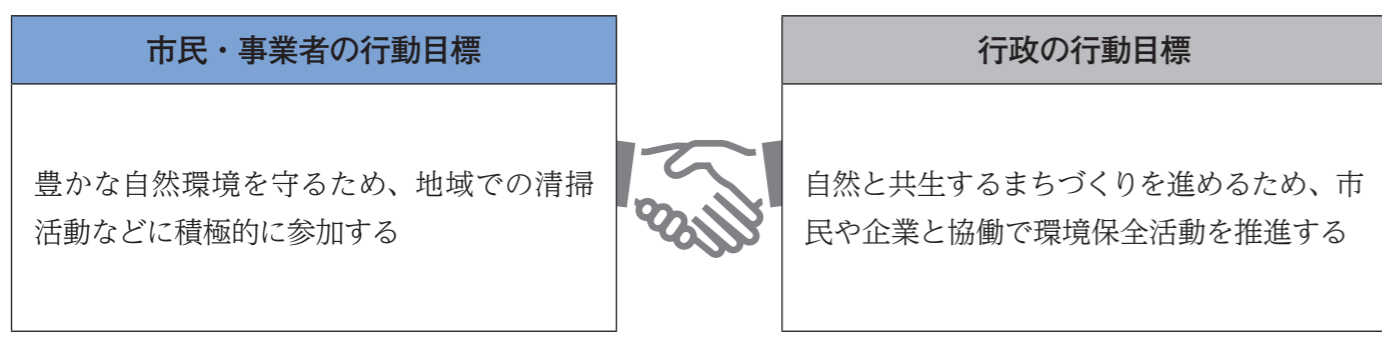 市民・事業者の行動目標
豊かな自然環境を守るため、地域での清掃
活動などに積極的に参加する
行政の行動目標
自然と共生するまちづくりを進めるため、市
民や企業と協働で環境保全活動を推進する